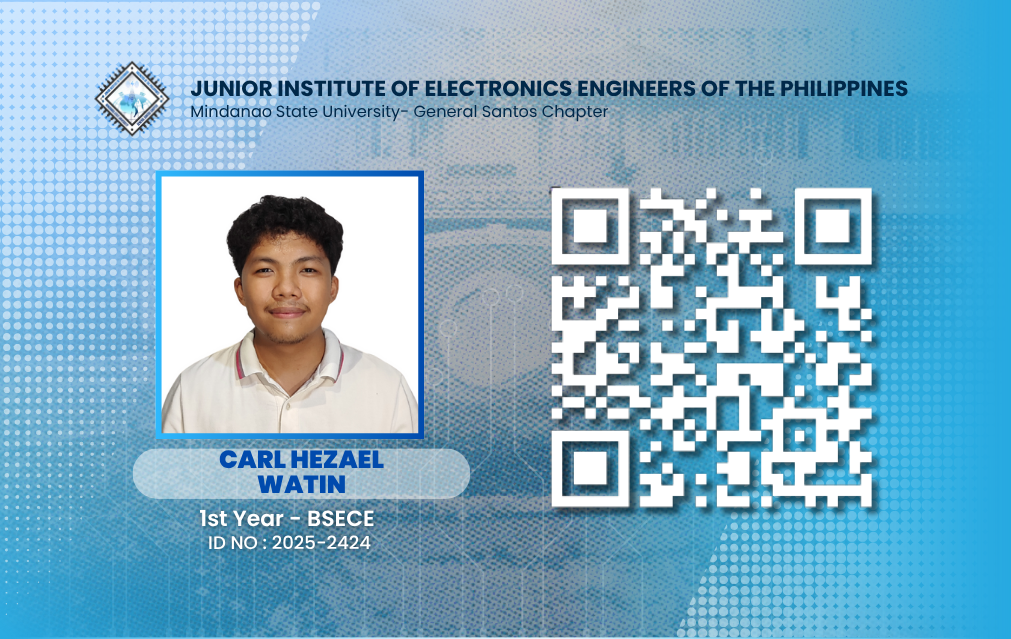 JUNIOR INSTITUTE OF ELECTRONICS ENGINEERS OF THE PHILIPPINES
Mindanao State University- General Santos Chapter
CARL HEZAEL
WATIN
1st Year - BSECE
ID NO : 2025-2424